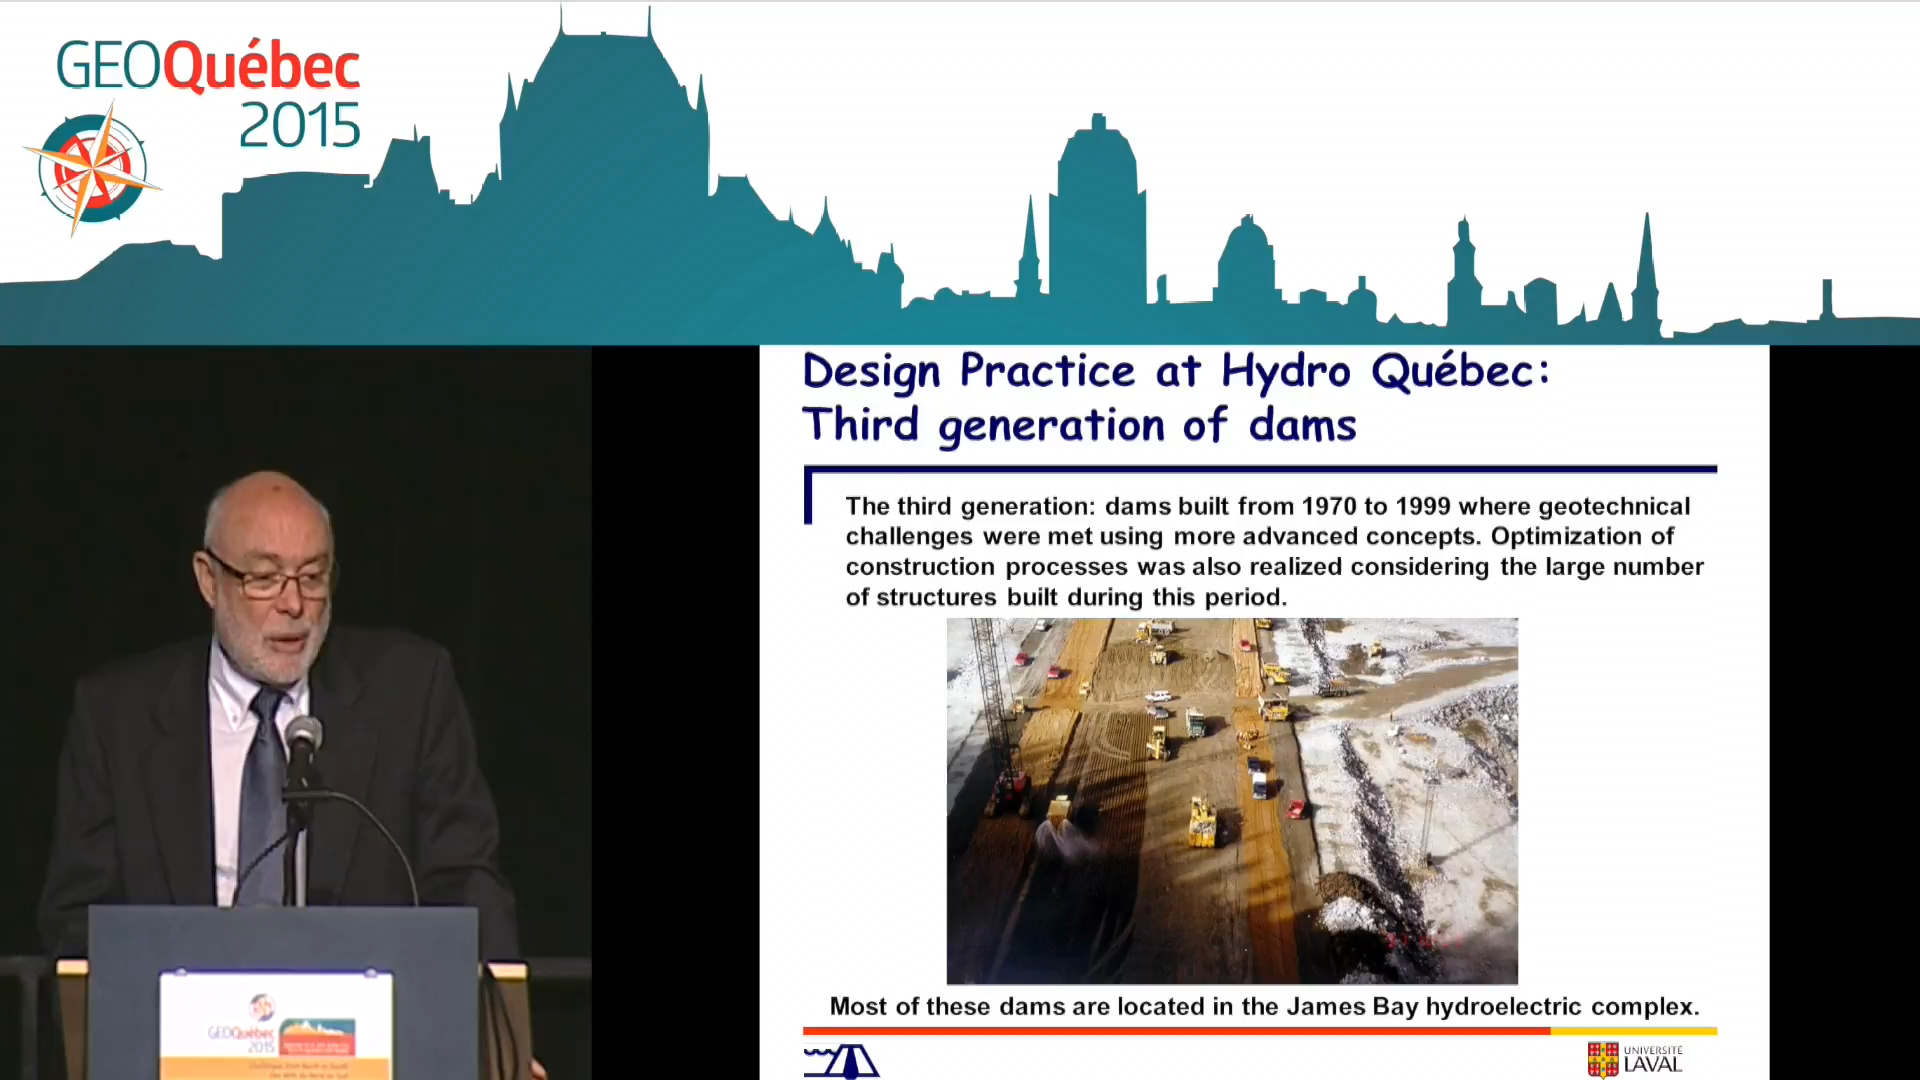 GEOQuébec
2015
Design Practice at Hydro Québec:
Third generation of dams
The third generation: dams built from 1970 to 1999 where geotechnical
challenges were met using more advanced concepts. Optimization of
construction processes was also realized considering the large number
of structures built during this period.
Most of these dams are located in the James Bay hydroelectric complex.
UNIVERSITÉ
LAVAL
GEOQuébec
2015